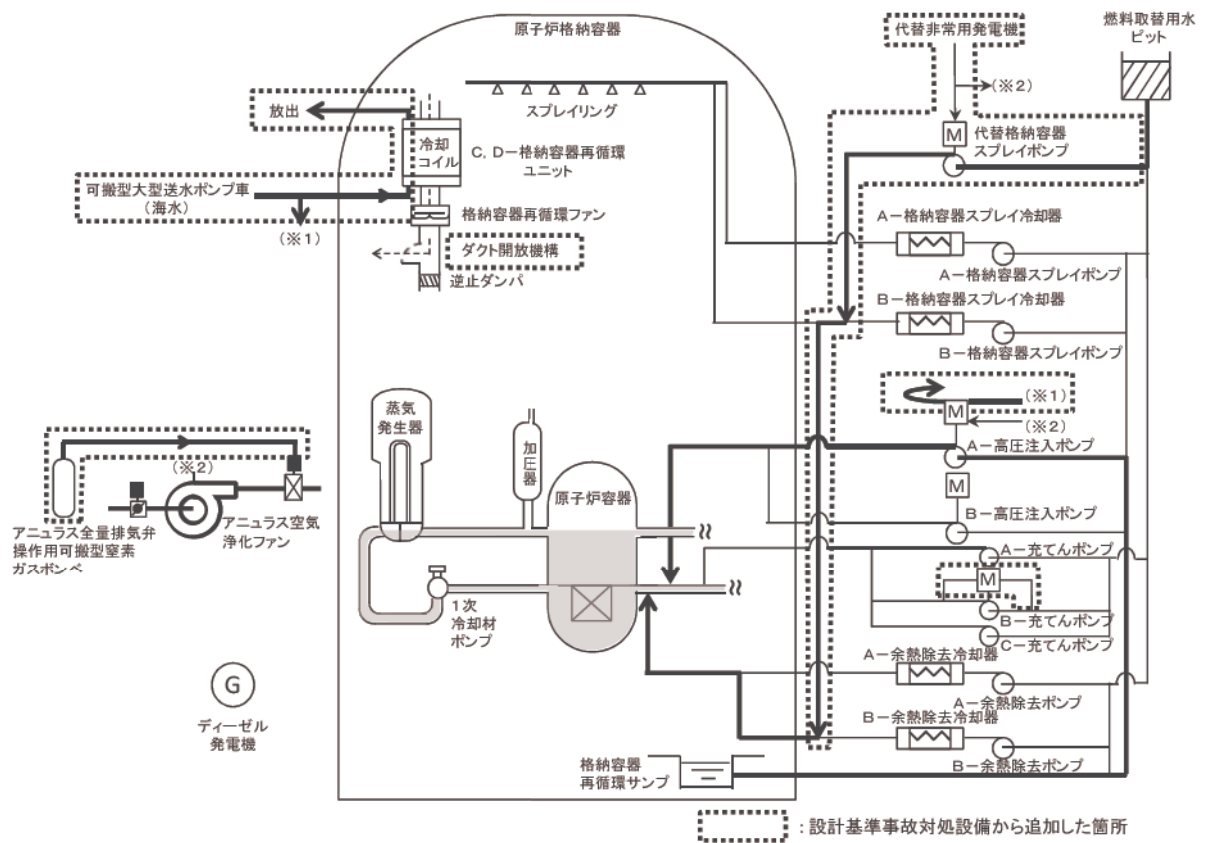 原子炉格納容器
代替非常用発電機
燃料取替用水
ピット
(※2)
放出
スプレイリング
M
代替格納容器
スプレイポンプ
冷却
コイル
C,D−格納容器再循環
ユニット
可搬型大型送水ポンプ車
(海水)
(※1)
格納容器再循環ファン
A−格納容器スプレイ冷却器
ダクト開放機構
A−格納容器スプレイポンプ
逆止ダンパ
B−格納容器スプレイ冷却器
B−格納容器スプレイポンプ
(※1)
M
(※2)
蒸気
発生器
加圧器
A−高圧注入ポンプ
(※2)
原子炉容器
M
B−高圧注入ポンプ
アニュラス全量排気弁
操作用可搬型窒素
ガスボンベ
アニュラス空気
浄化ファン
A−充てんポンプ
M
1次
冷却材
ポンプ
B−充てんポンプ
C−充てんポンプ
A−余熱除去冷却器
G
A−余熱除去ポンプ
ディーゼル
発電機
B−余熱除去冷却器
格納容器
再循環サンプ
B−余熱除去ポンプ
:設計基準事故対処設備から追加した箇所